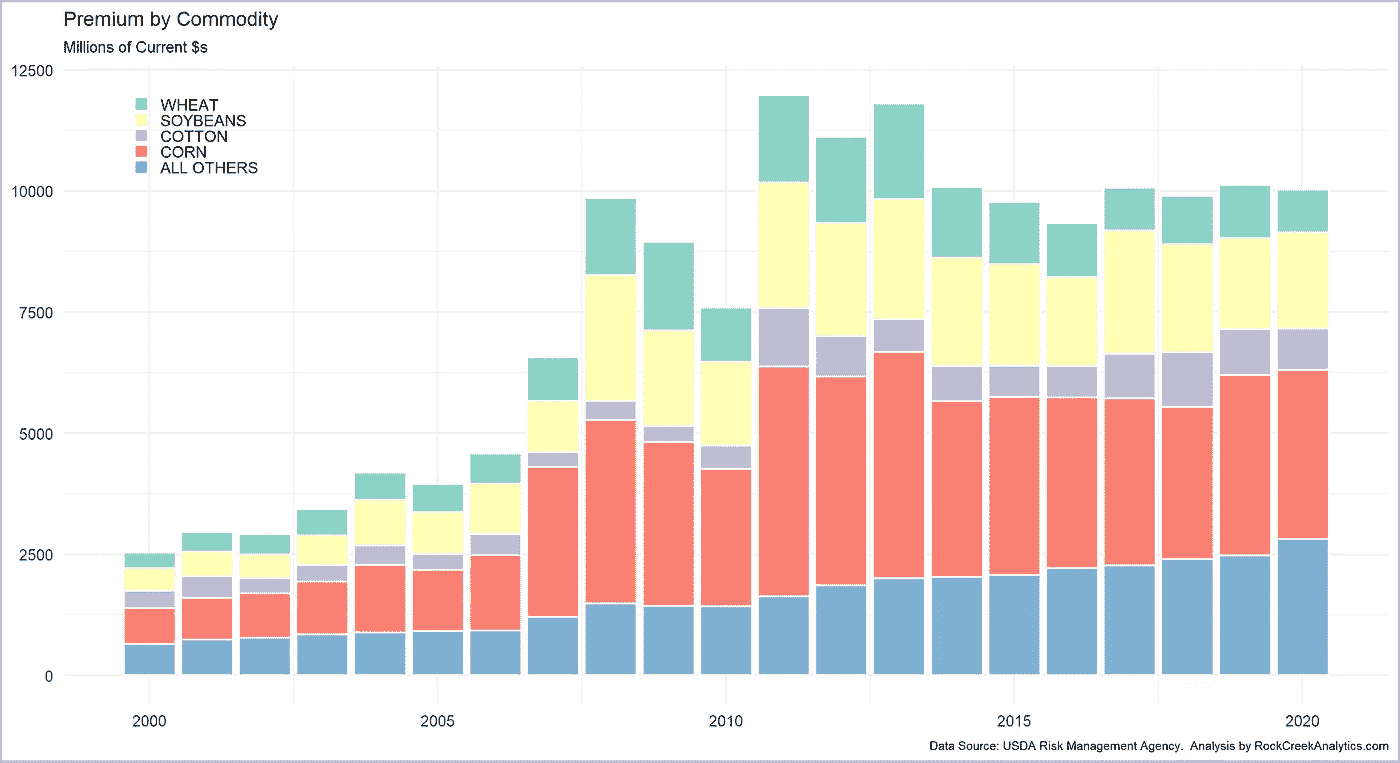 Premium by Commodity
Millions of Current $s
12500
WHEAT
SOYBEANS
COTTON
CORN
ALL OTHERS
10000
7500
5000
2500
0
2000 2005 2010 2015 2020
Data Source: USDA Risk Management Agency.  Analysis by RockCreekAnalytics.com